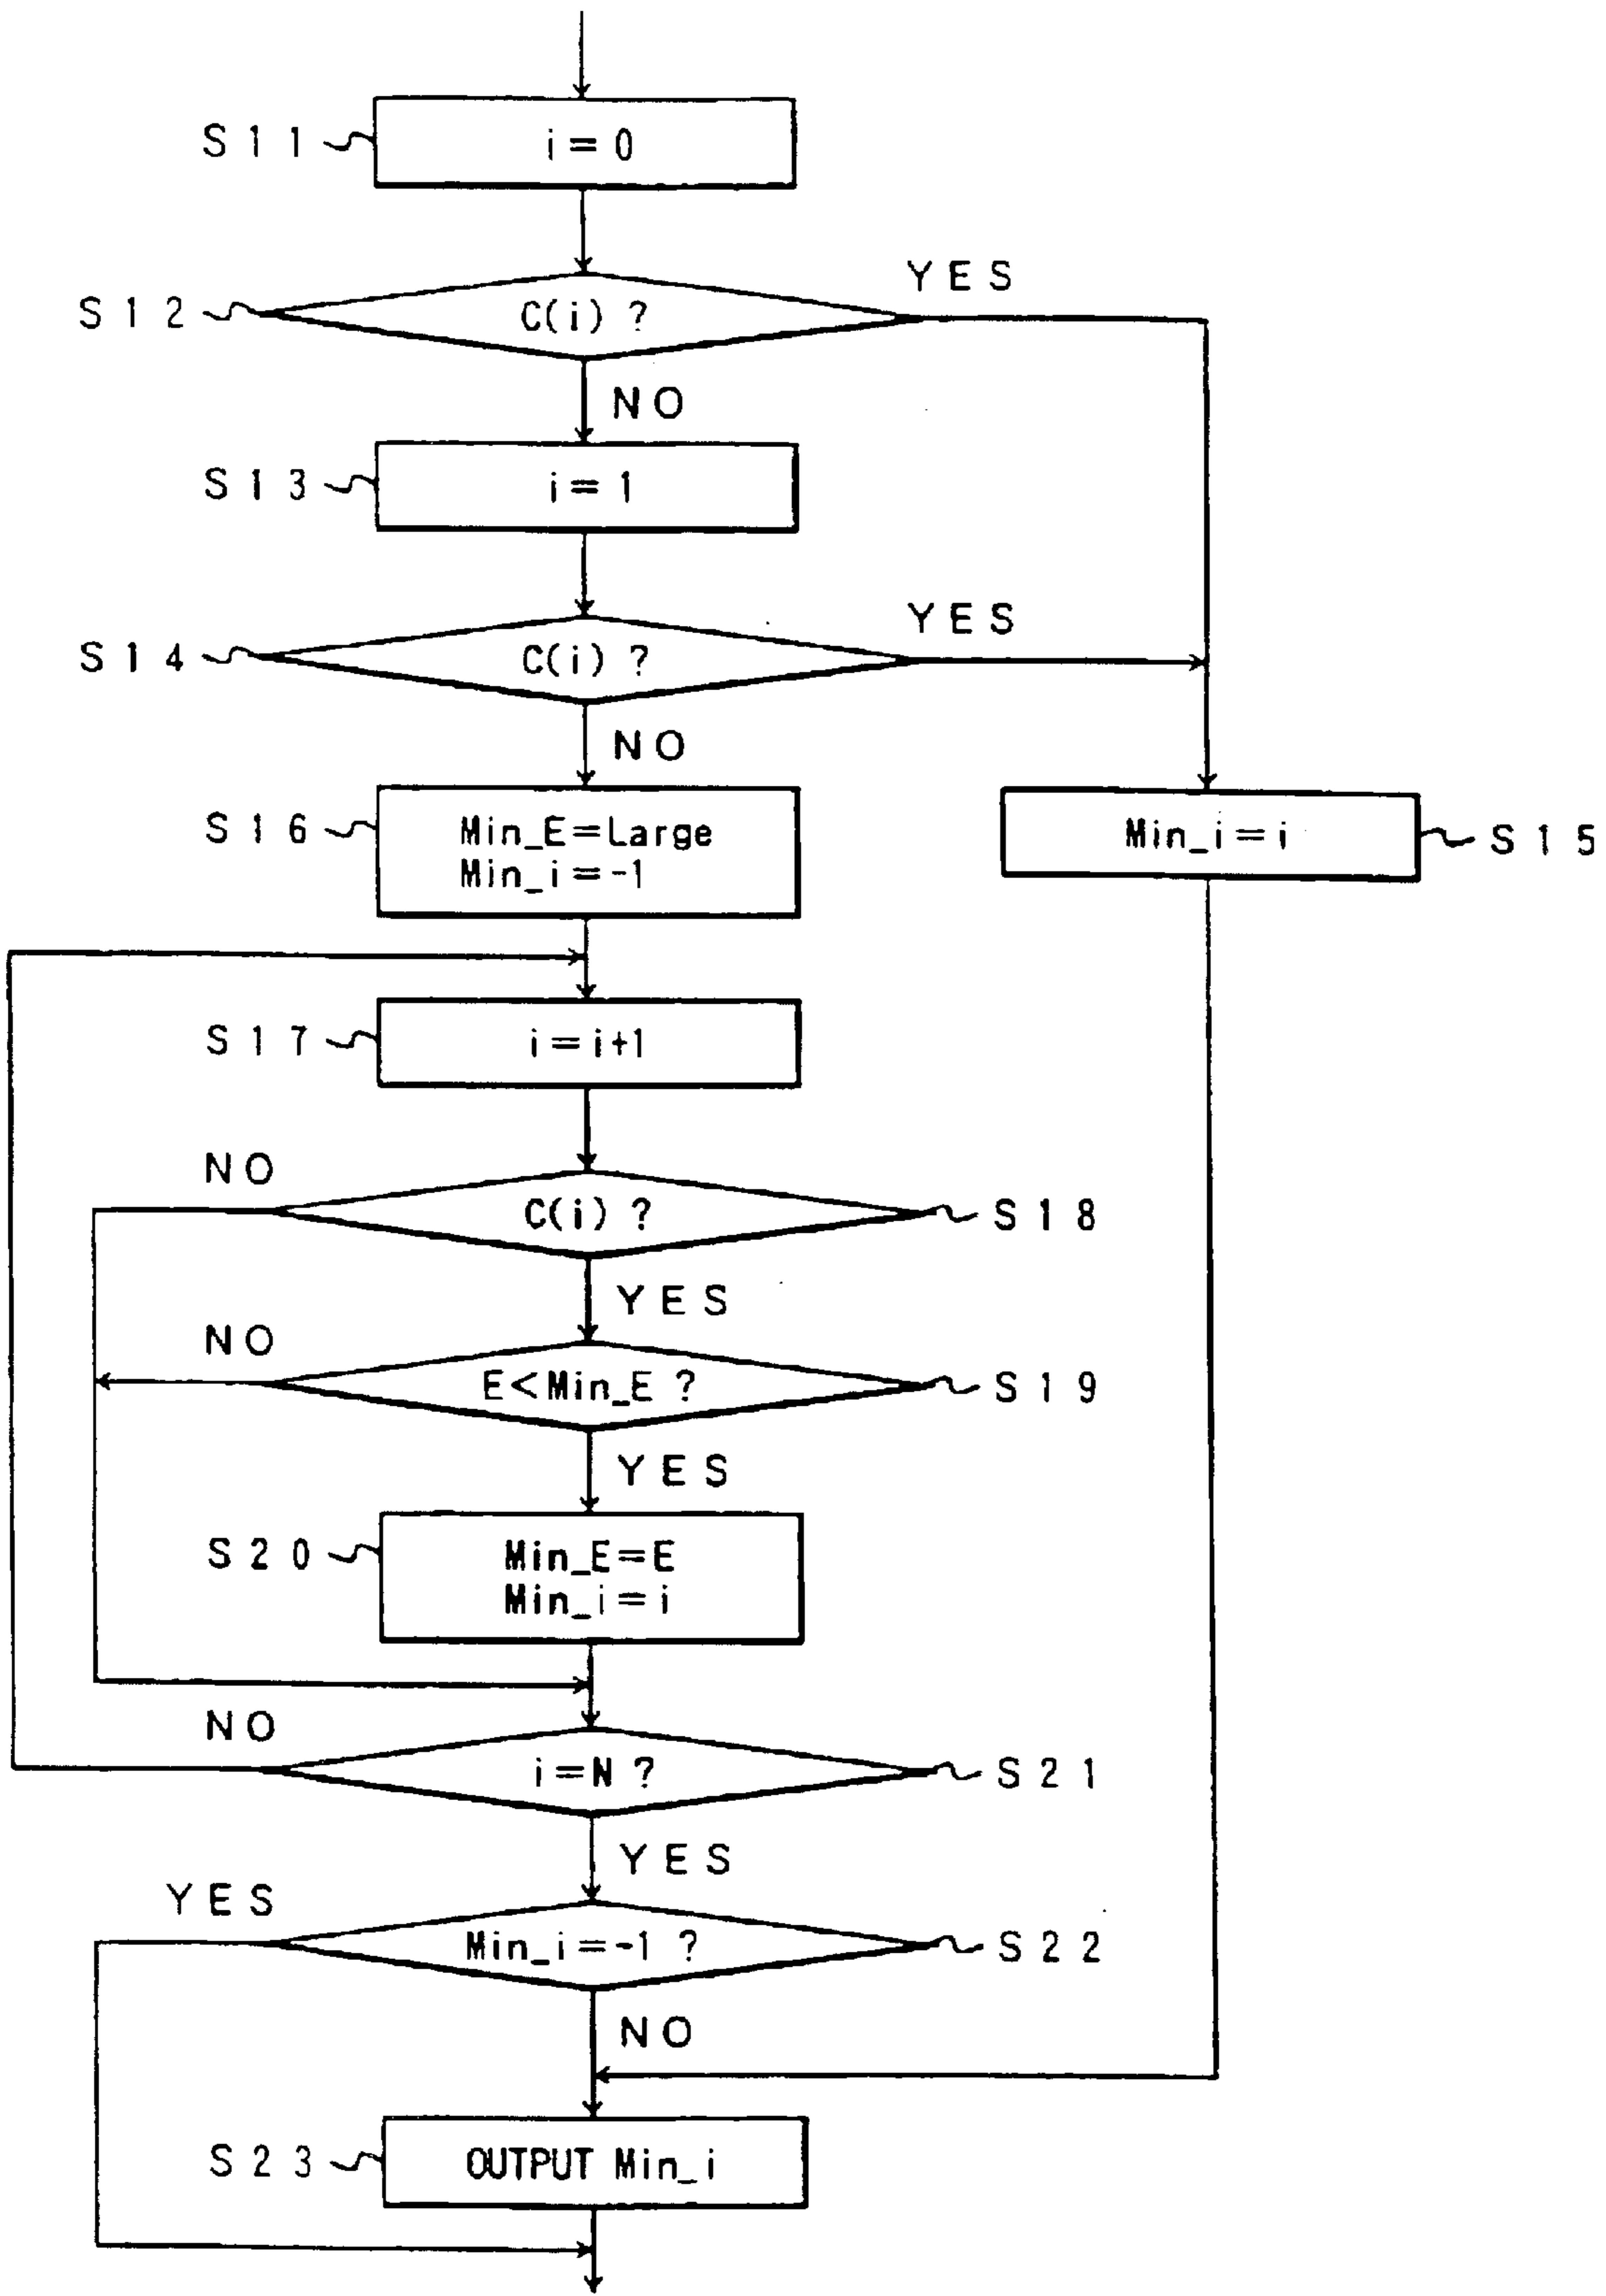 S11
i=0
YES
S12
C(i) ?
NO
S13
i=1
YES
S14
C(i) ?
NO
S16
Min_E=Large
Min_i=-1
Min_i=i
S15
S17
i=i+1
NO
C(i) ?
S18
YES
NO
E<Min_E ?
S19
YES
S20
Min_E=E
Min_i=i
NO
i=N ?
S21
YES
YES
Min_i=-1 ?
S22
NO
S23
OUTPUT Min_i